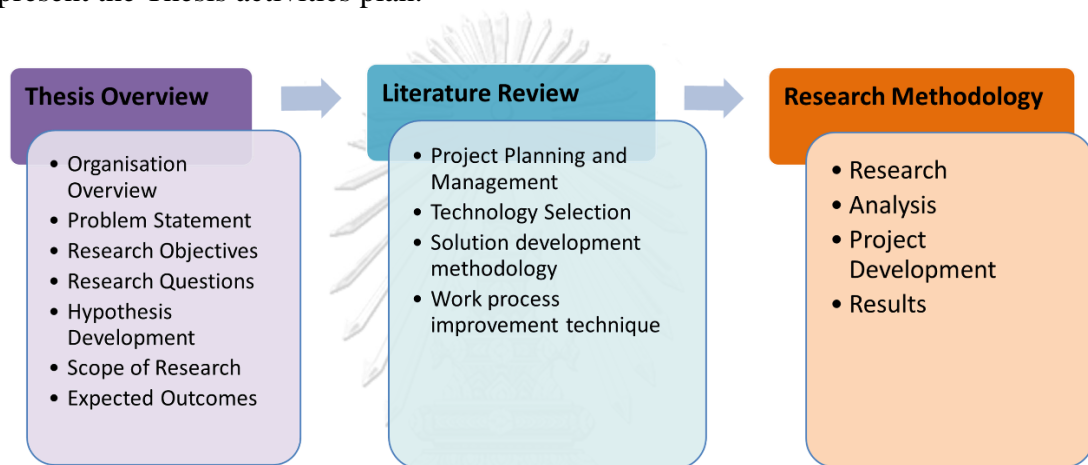 present the Thesis activities plan.
Thesis Overview
• Organisation
Overview
• Problem Statement
• Research Objectives
• Research Questions
• Hypothesis
Development
• Scope of Research
• Expected Outcomes
Literature Review
• Project Planning and
Management
• Technology Selection
• Solution development
methodology
• Work process
improvement technique
Research Methodology
• Research
• Analysis
• Project
Development
• Results